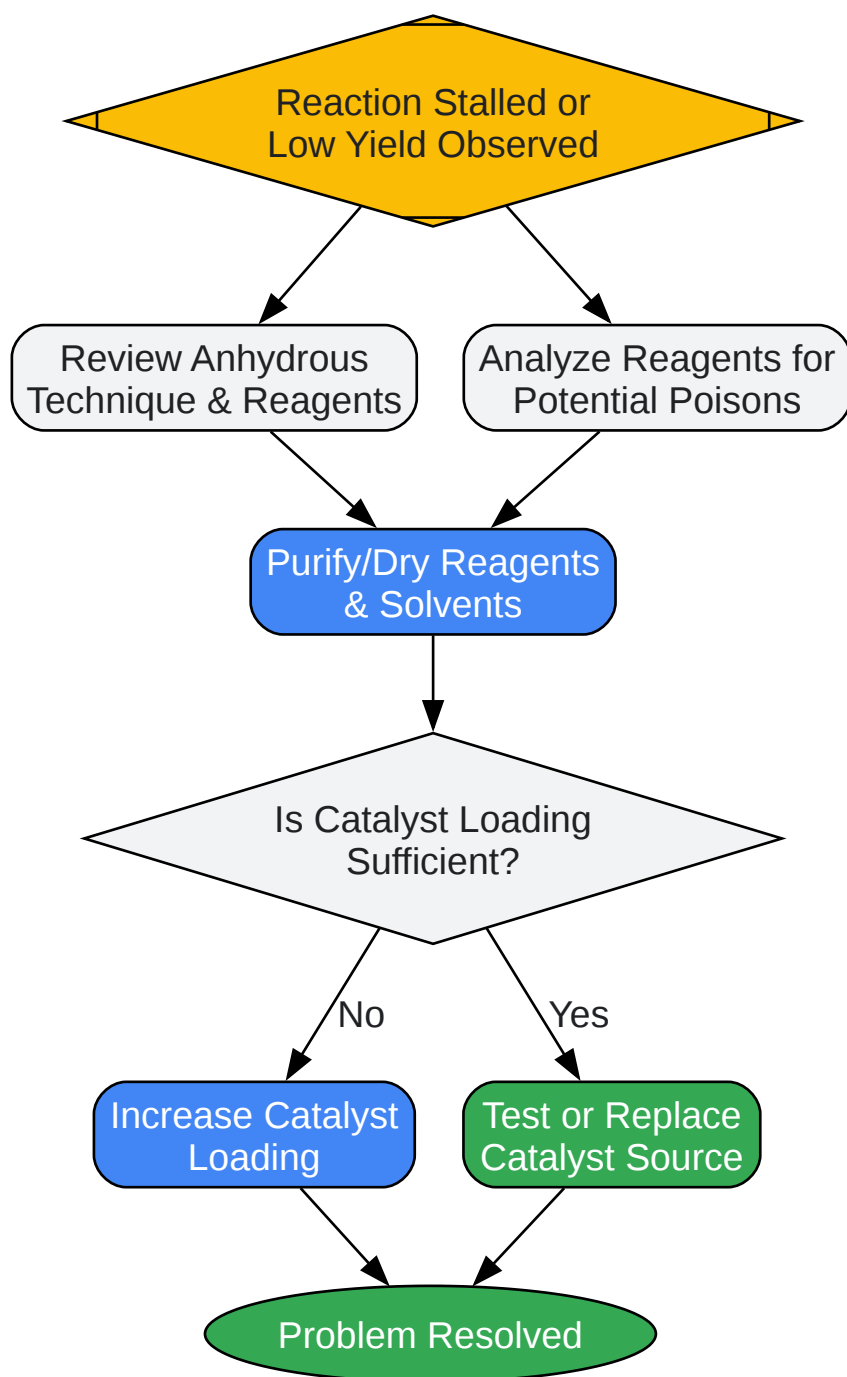 Reaction Stalled or
Low Yield Observed
Review Anhydrous
Technique & Reagents
Analyze Reagents for
Potential Poisons
Purify/Dry Reagents
& Solvents
Is Catalyst Loading
Sufficient?
No
Yes
Increase Catalyst
Loading
Test or Replace
Catalyst Source
Problem Resolved